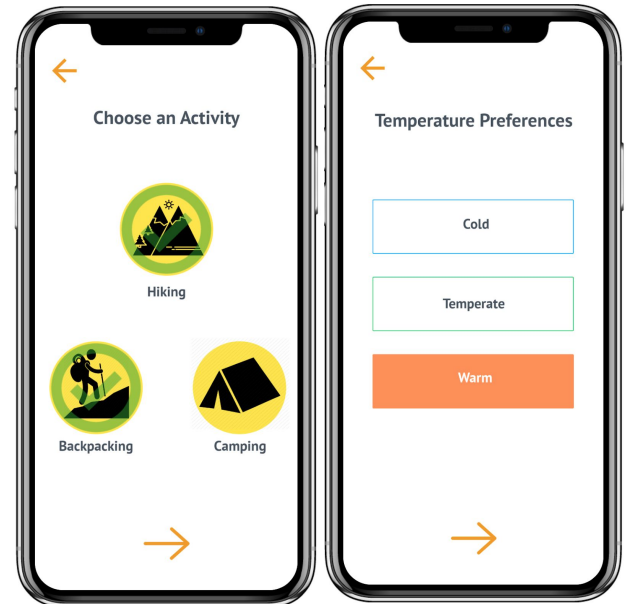 Choose an Activity
Hiking
Backpacking
Camping
Temperature Preferences
Cold
Temperate
Warm